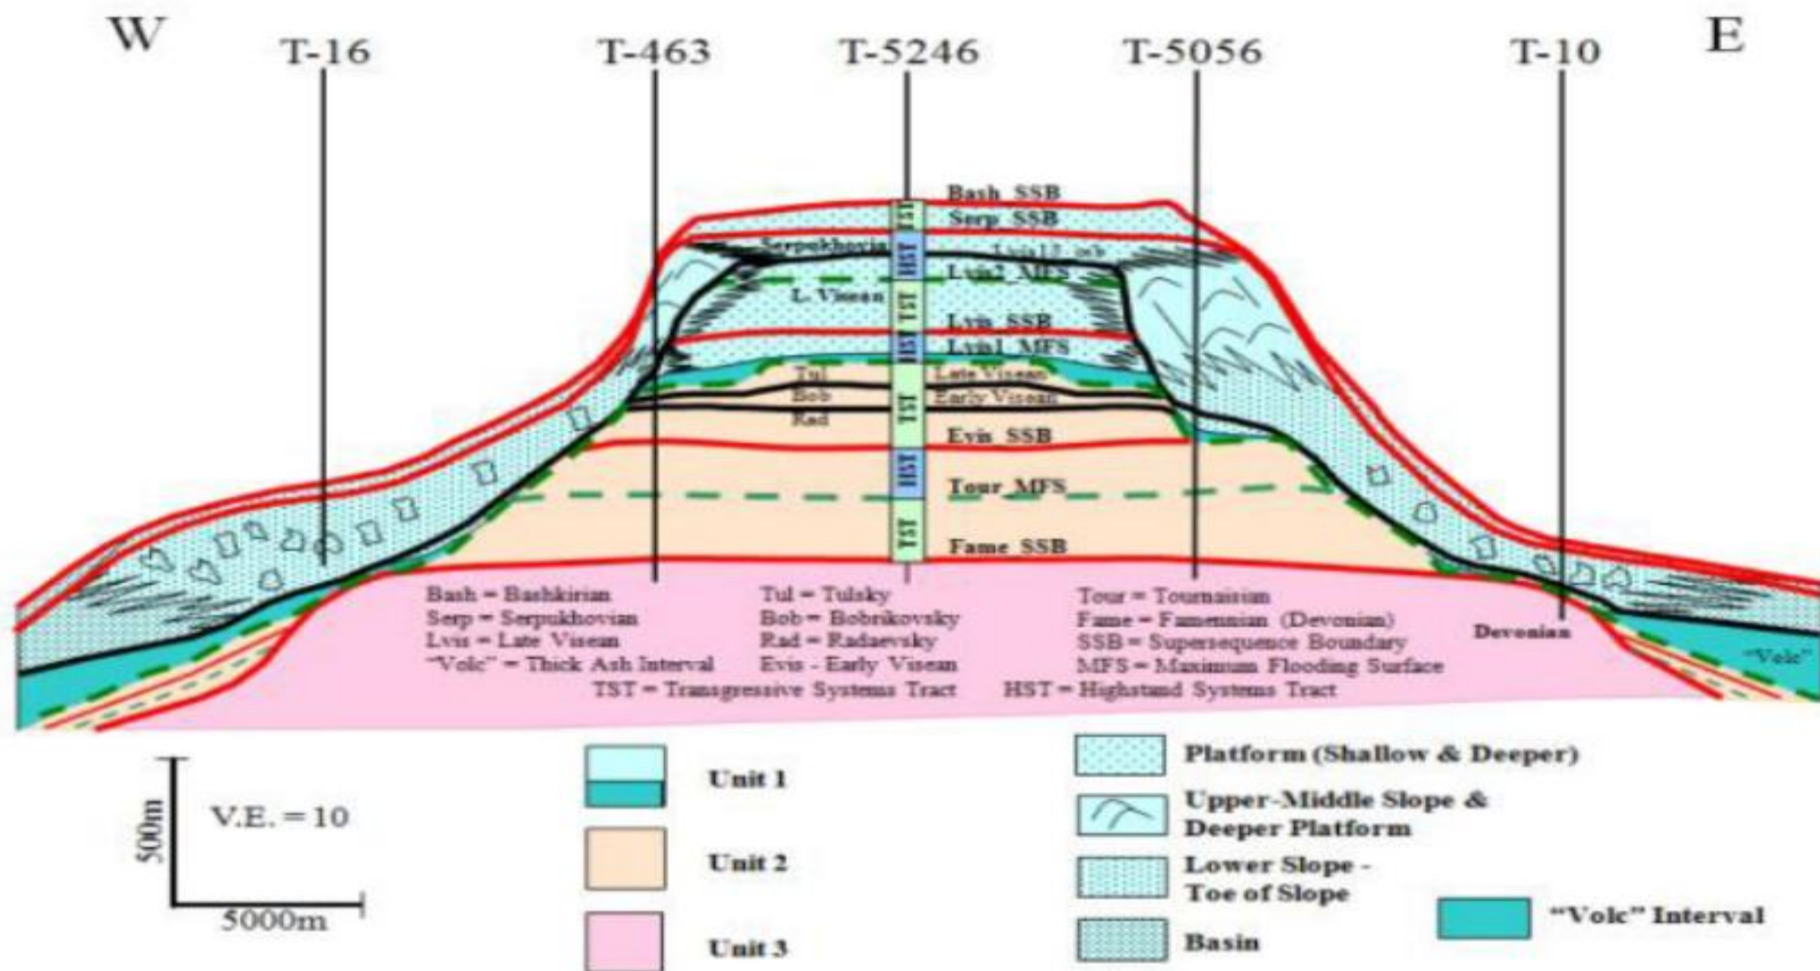 W
E
T-16
T-463
T-5246
T-5056
T-10
Bash SSB
TST
Serp SSB
HST
Lvis2 MFS
L. Visean
TST
Lvis SSB
HST
Lvis1 MFS
Tul
Late Visean
Bob
Early Visean
TST
Rad
Evis SSB
HST
Tour MFS
TST
Fame SSB
Bash = Bashkirian
Serp = Serpukhovian
Lvis = Late Visean
"Volc" = Thick Ash Interval
Tul = Tulsky
Bob = Bobrikovsky
Rad = Radaevsky
Evis - Early Visean
Tour = Tournaisian
Fame = Famennian (Devonian)
SSB = Supersequence Boundary
MFS = Maximum Flooding Surface
TST = Transgressive Systems Tract
HST = Highstand Systems Tract
Devonian
"Volc"
500m
V.E. = 10
5000m
Unit 1
Unit 2
Unit 3
Platform (Shallow & Deeper)
Upper-Middle Slope &
Deeper Platform
Lower Slope -
Toe of Slope
Basin
"Volc" Interval